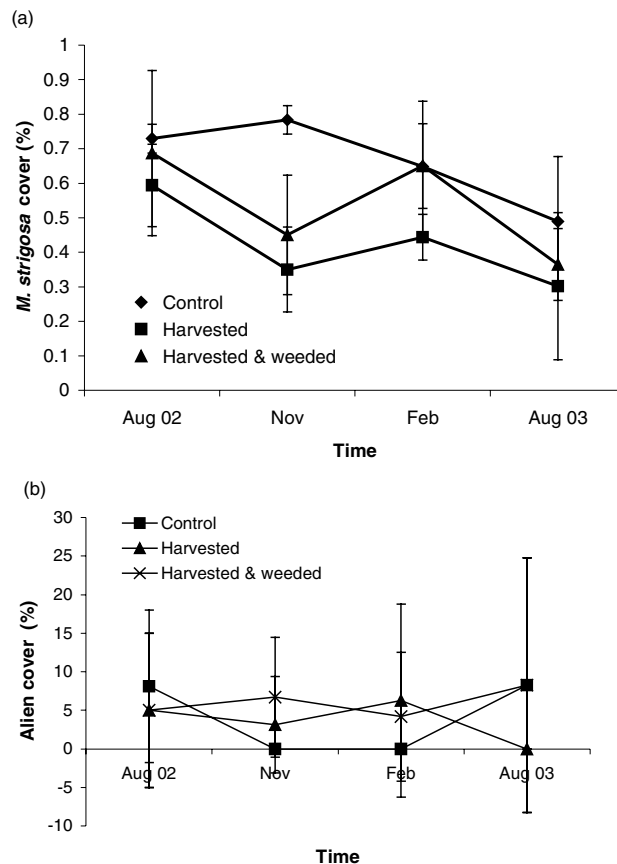 (a)
M. strigosa cover (%)
1
0.9
0.8
0.7
0.6
0.5
0.4
0.3
0.2
0.1
0
Control
Harvested
Harvested & weeded
Aug 02 Nov Feb Aug 03
Time
(b)
Alien cover (%)
30
25
20
15
10
5
0
-5
-10
Control
Harvested
Harvested & weeded
Aug 02 Nov Feb Aug 03
Time